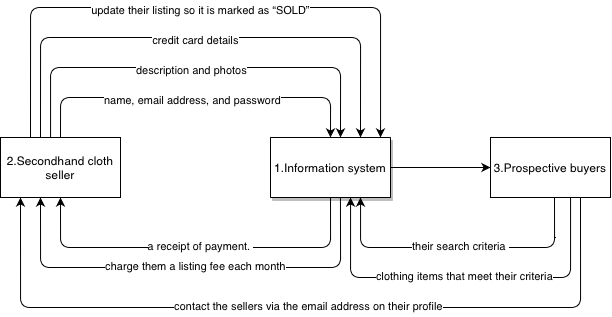 update their listing so it is marked as “SOLD”
credit card details
description and photos
name, email address, and password
2.Secondhand cloth
seller
1.Information system
3.Prospective buyers
a receipt of payment.
their search criteria
charge them a listing fee each month
clothing items that meet their criteria
contact the sellers via the email address on their profile